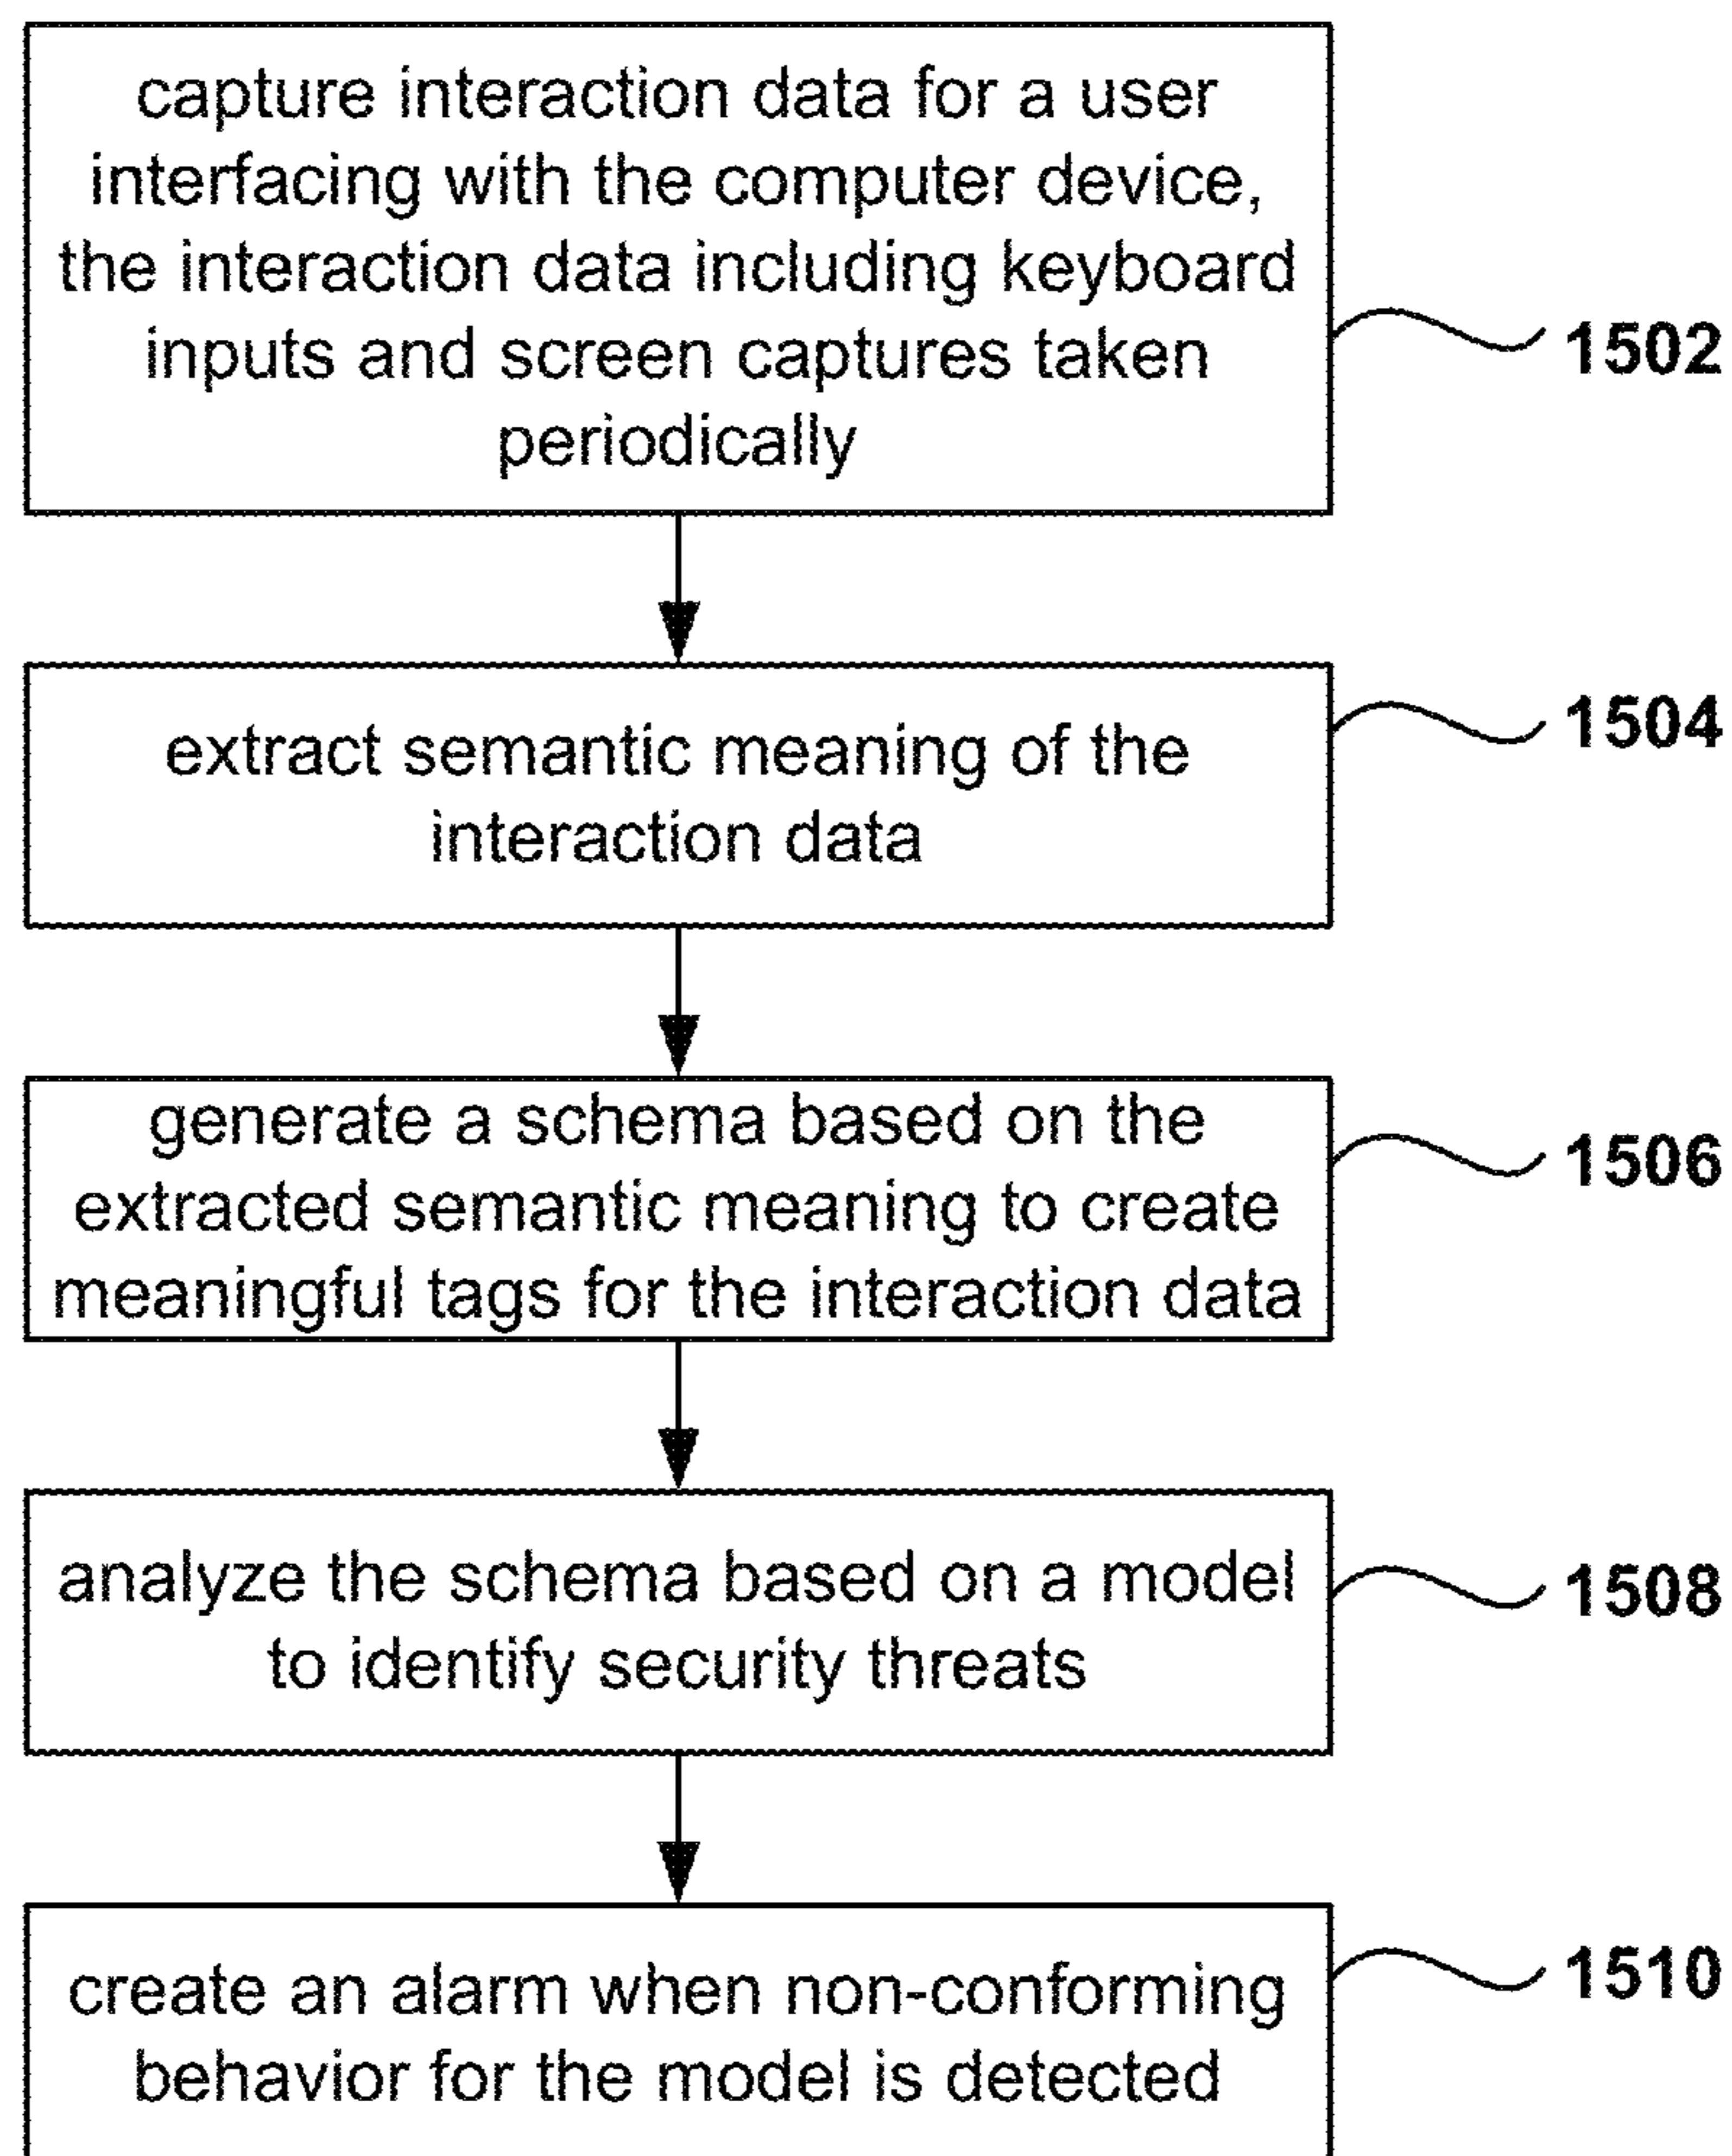 capture interaction data for a user
interfacing with the computer device,
the interaction data including keyboard
inputs and screen captures taken
periodically
1502
extract semantic meaning of the
interaction data
1504
generate a schema based on the
extracted semantic meaning to create
meaningful tags for the interaction data
1506
analyze the schema based on a model
to identify security threats
1508
create an alarm when non-conforming
behavior for the model is detected
1510